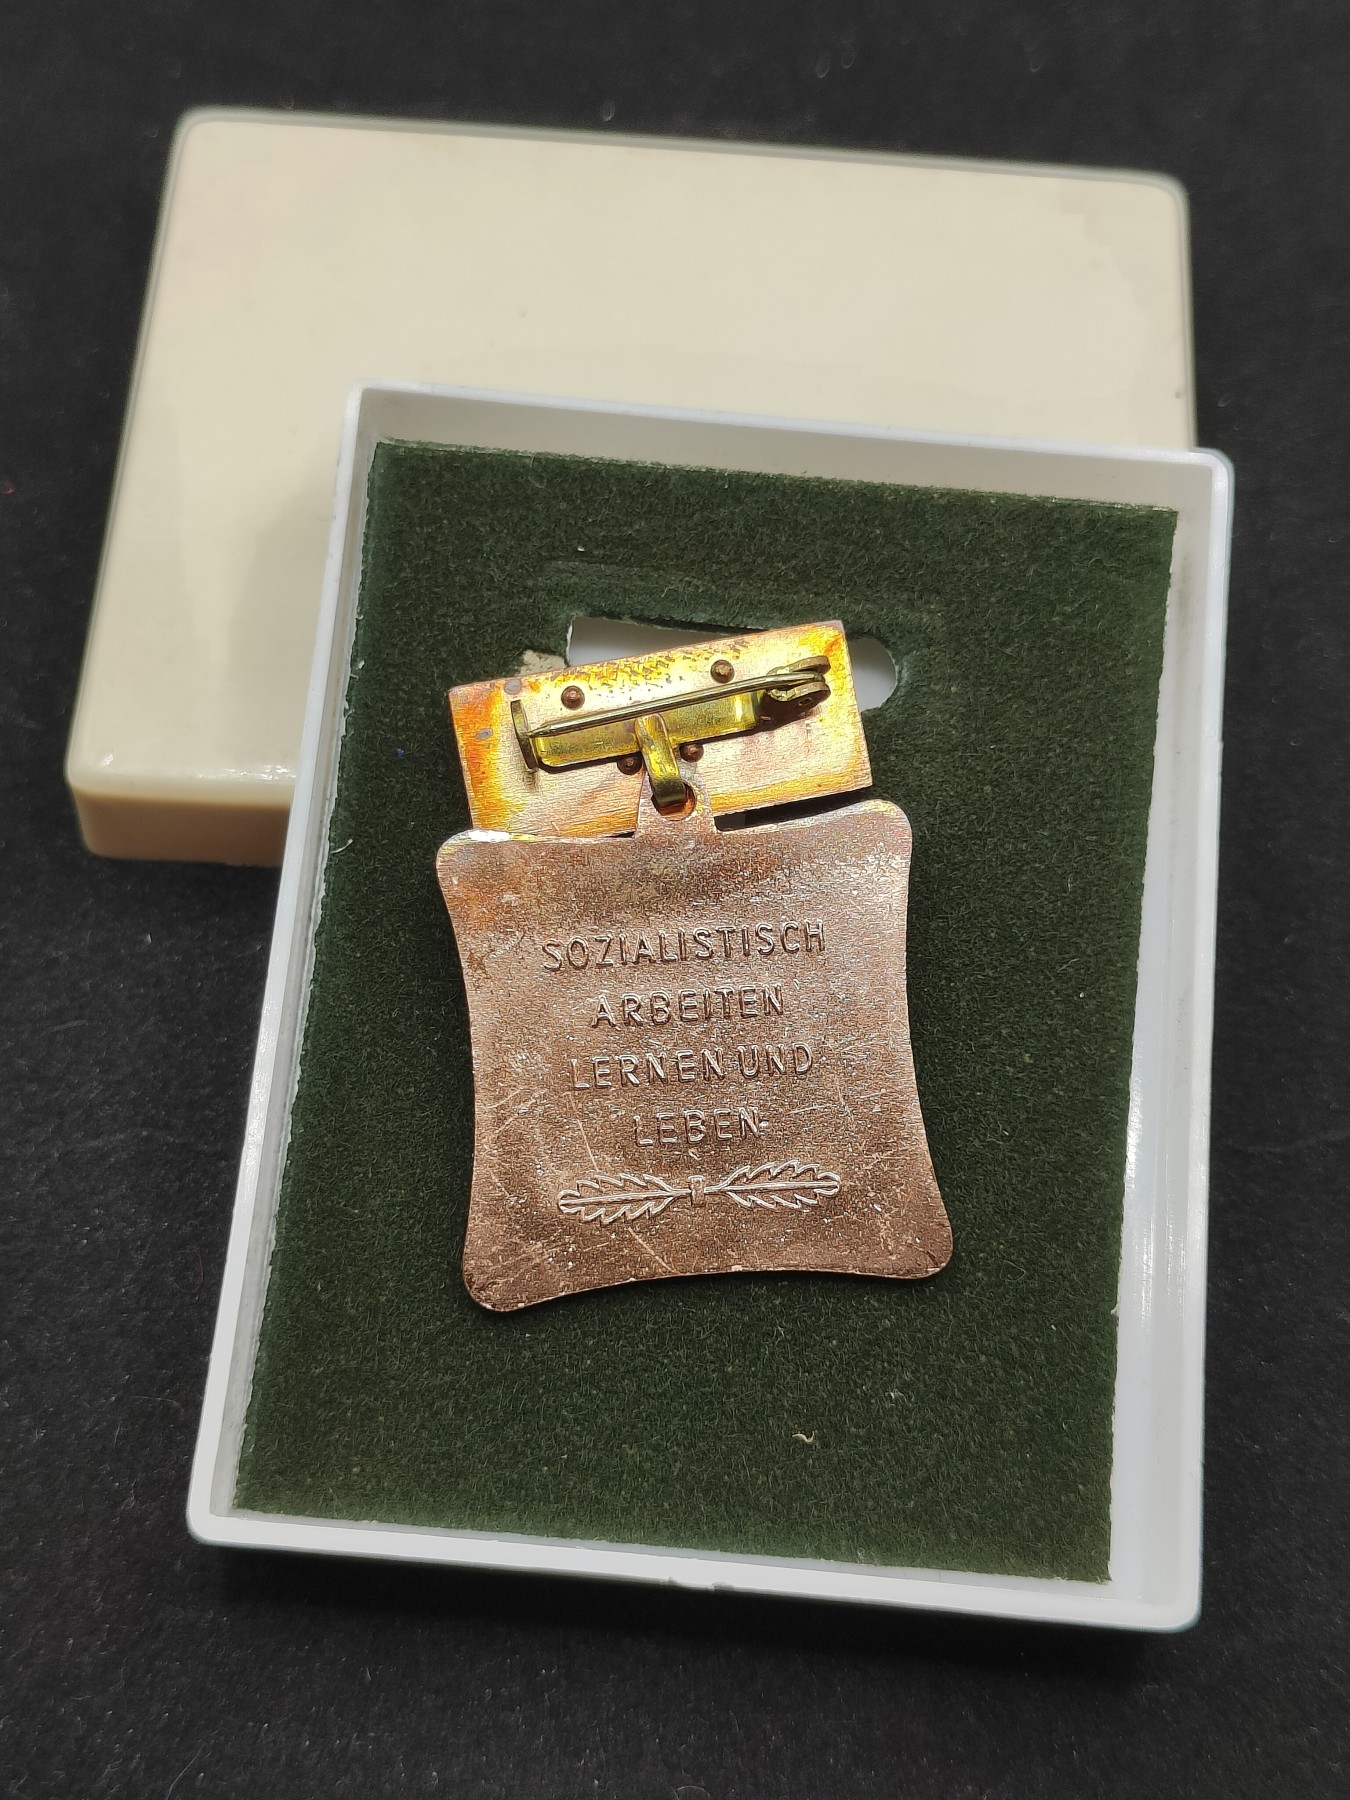 SOZIALISTISCH
ARBEITEN
LERNEN UND
LEBEN